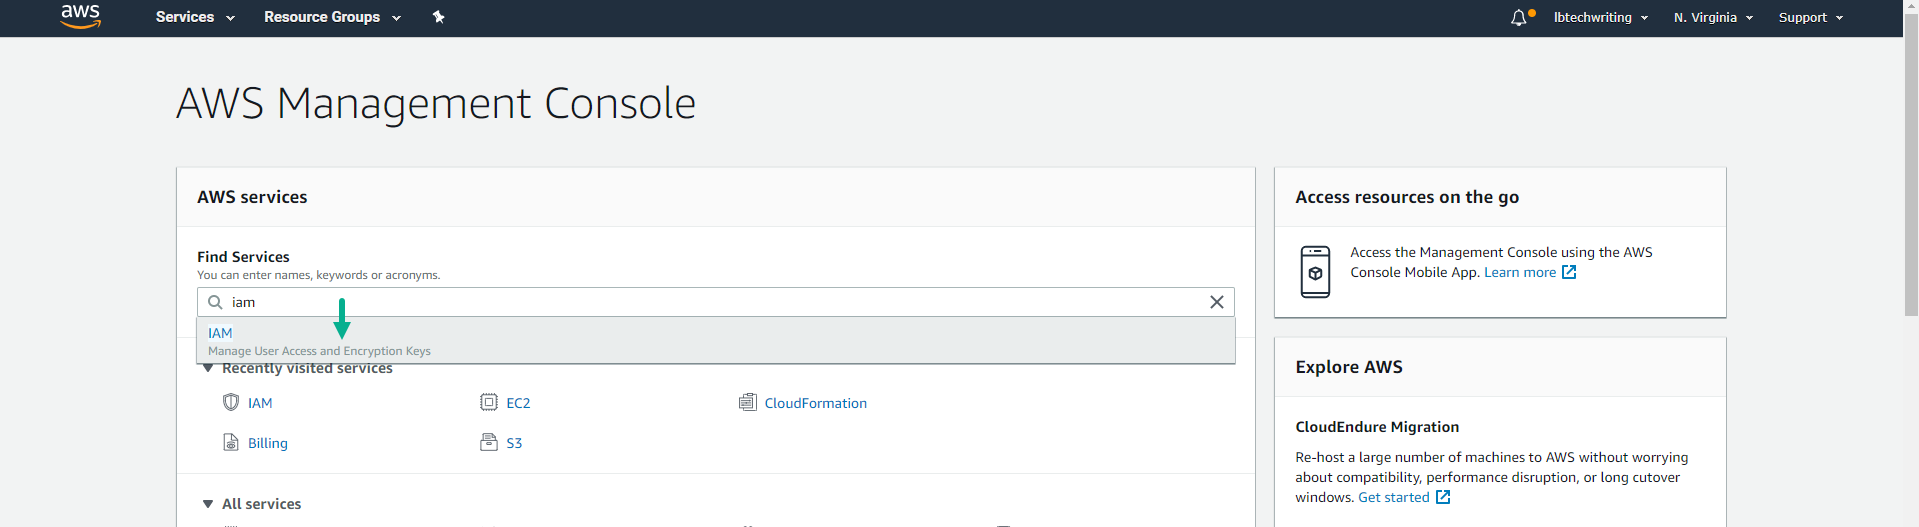 aws
Services
Resource Groups
lbtechwriting
N. Virginia
Support
AWS Management Console
AWS services
Find Services
You can enter names, keywords or acronyms.
iam
IAM
Manage User Access and Encryption Keys
Recently visited services
IAM
EC2
CloudFormation
Billing
S3
All services
Access resources on the go
Access the Management Console using the AWS
Console Mobile App. Learn more
Explore AWS
CloudEndure Migration
Re-host a large number of machines to AWS without worrying
about compatibility, performance disruption, or long cutover
windows. Get started